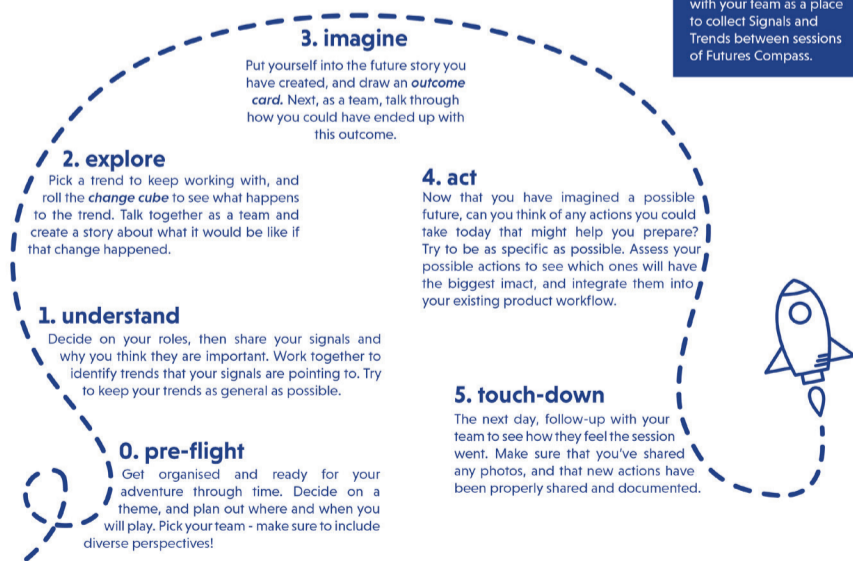 with your team as a place
to collect Signals and
Trends between sessions
of Futures Compass.
3. imagine
Put yourself into the future story you
have created, and draw an outcome
card. Next, as a team, talk through
how you could have ended up with
this outcome.
2. explore
Pick a trend to keep working with, and
roll the change cube to see what happens
to the trend. Talk together as a team and
create a story about what it would be like if
that change happened.
4. act
Now that you have imagined a possible
future, can you think of any actions you could
take today that might help you prepare?
Try to be as specific as possible. Assess your
possible actions to see which ones will have
the biggest imact, and integrate them into
your existing product workflow.
1. understand
Decide on your roles, then share your signals and
why you think they are important. Work together to
identify trends that your signals are pointing to. Try
to keep your trends as general as possible.
5. touch-down
The next day, follow-up with your
team to see how they feel the session
went. Make sure that you've shared
any photos, and that new actions have
been properly shared and documented.
0. pre-flight
Get organised and ready for your
adventure through time. Decide on a
theme, and plan out where and when you
will play. Pick your team - make sure to include
diverse perspectives!